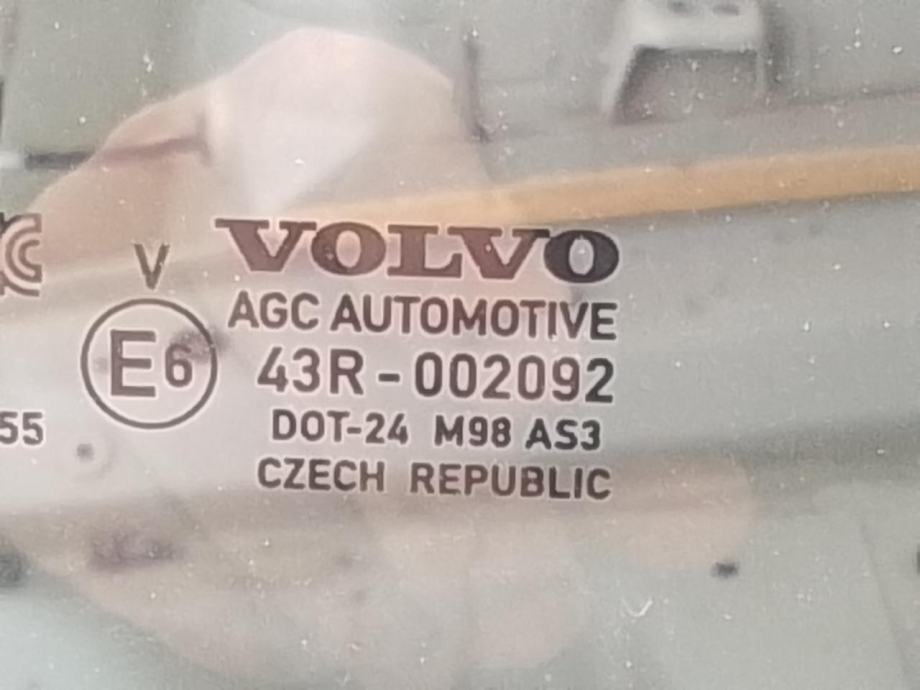 VOLVO
V
AGC AUTOMOTIVE
E6
43R-002092
DOT-24 M98 AS3
55
CZECH REPUBLIC